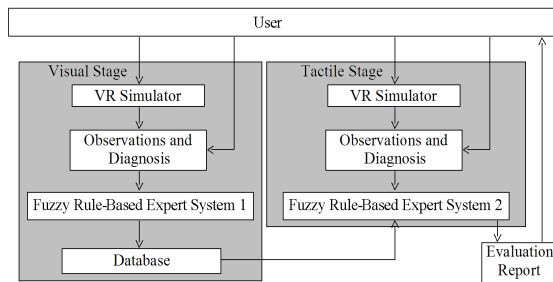 User
Visual Stage
VR Simulator
Observations and
Diagnosis
Fuzzy Rule-Based Expert System 1
Database
Tactile Stage
VR Simulator
Observations and
Diagnosis
Fuzzy Rule-Based Expert System 2
Evaluation
Report